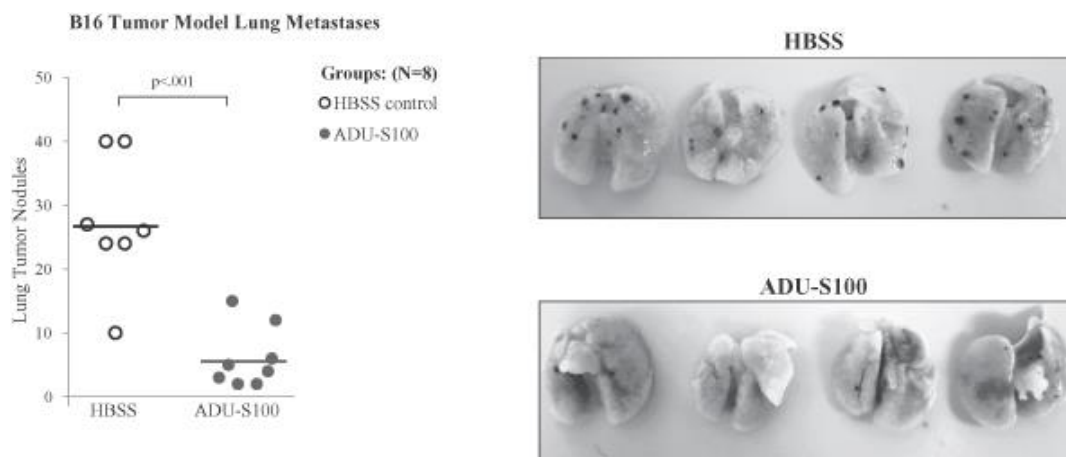 B16 Tumor Model Lung Metastases
p<.001
Groups: (N=8)
HBSS control
ADU-S100
Lung Tumor Nodules
50
40
30
20
10
0
HBSS
ADU-S100
HBSS
ADU-S100